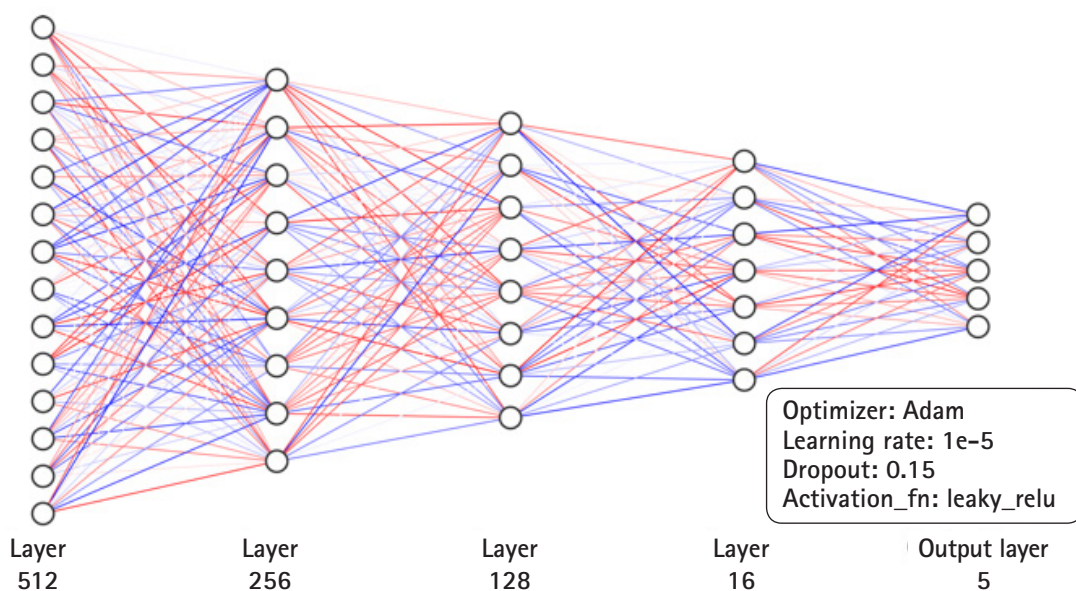 Optimizer: Adam
Learning rate: 1e-5
Dropout: 0.15
Activation_fn: leaky_relu
Layer
512
Layer
256
Layer
128
Layer
16
Output layer
5